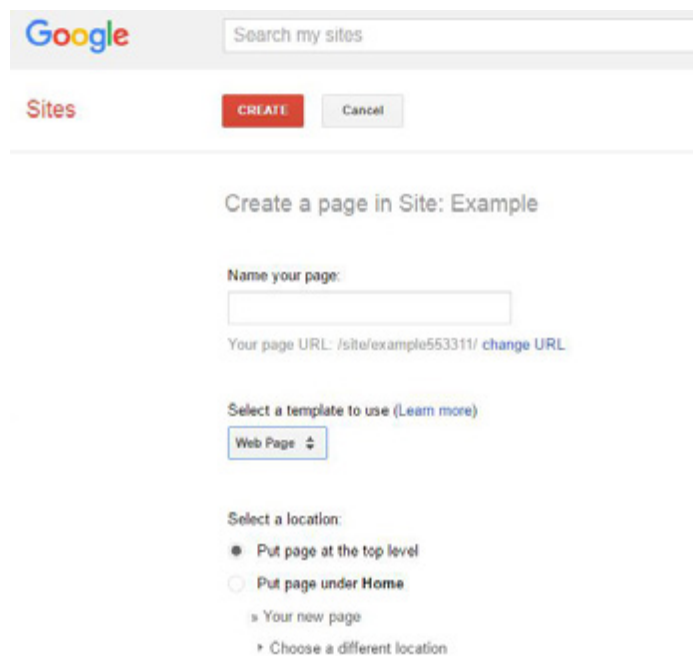 Google
Search my sites
Sites
CREATE
Cancel
Create a page in Site: Example
Name your page:
Your page URL: /site/example553311/ change URL
Select a template to use (Learn more)
Web Page
Select a location:
Put page at the top level
Put page under Home
» Your new page
Choose a different location